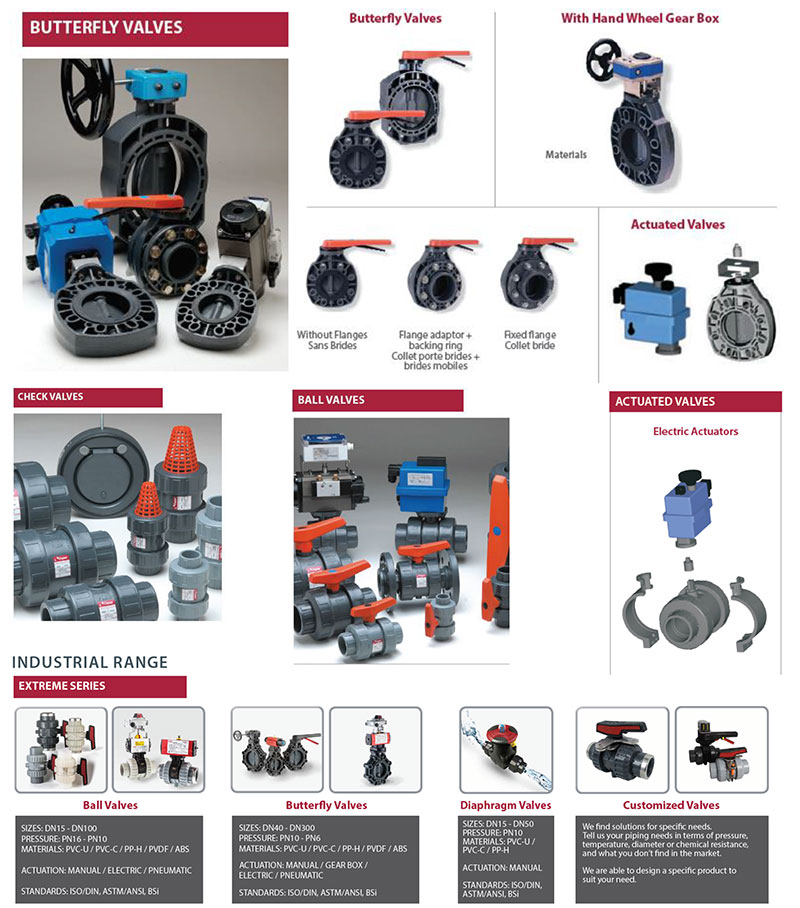 BUTTERFLY VALVES
Butterfly Valves
With Hand Wheel Gear Box
Materials
Without Flanges
Sans Brides
Flange adaptor +
backing ring
Collet porte brides +
brides mobiles
Fixed flange
Collet bride
Actuated Valves
CHECK VALVES
BALL VALVES
ACTUATED VALVES
Electric Actuators
INDUSTRIAL RANGE
EXTREME SERIES
Ball Valves
SIZES: DN15 - DN100
PRESSURE: PN16 - PN10
MATERIALS: PVC-U / PVC-C / PP-H / PVDF / ABS
ACTUATION: MANUAL / ELECTRIC / PNEUMATIC
STANDARDS: ISO/DIN, ASTM/ANSI, BSi
Butterfly Valves
SIZES: DN40 - DN300
PRESSURE: PN10 - PN6
MATERIALS: PVC-U / PVC-C / PP-H / PVDF / ABS
ACTUATION: MANUAL / GEAR BOX /
ELECTRIC / PNEUMATIC
STANDARDS: ISO/DIN, ASTM/ANSI, BSi
Diaphragm Valves
SIZES: DN15 - DN50
PRESSURE: PN10
MATERIALS: PVC-U /
PVC-C / PP-H
ACTUATION: MANUAL
STANDARDS: ISO/DIN,
ASTM/ANSI, BSi
Customized Valves
We find solutions for specific needs.
Tell us your piping needs in terms of pressure,
temperature, diameter or chemical resistance,
and what you don't find in the market.
We are able to design a specific product to
suit your need.